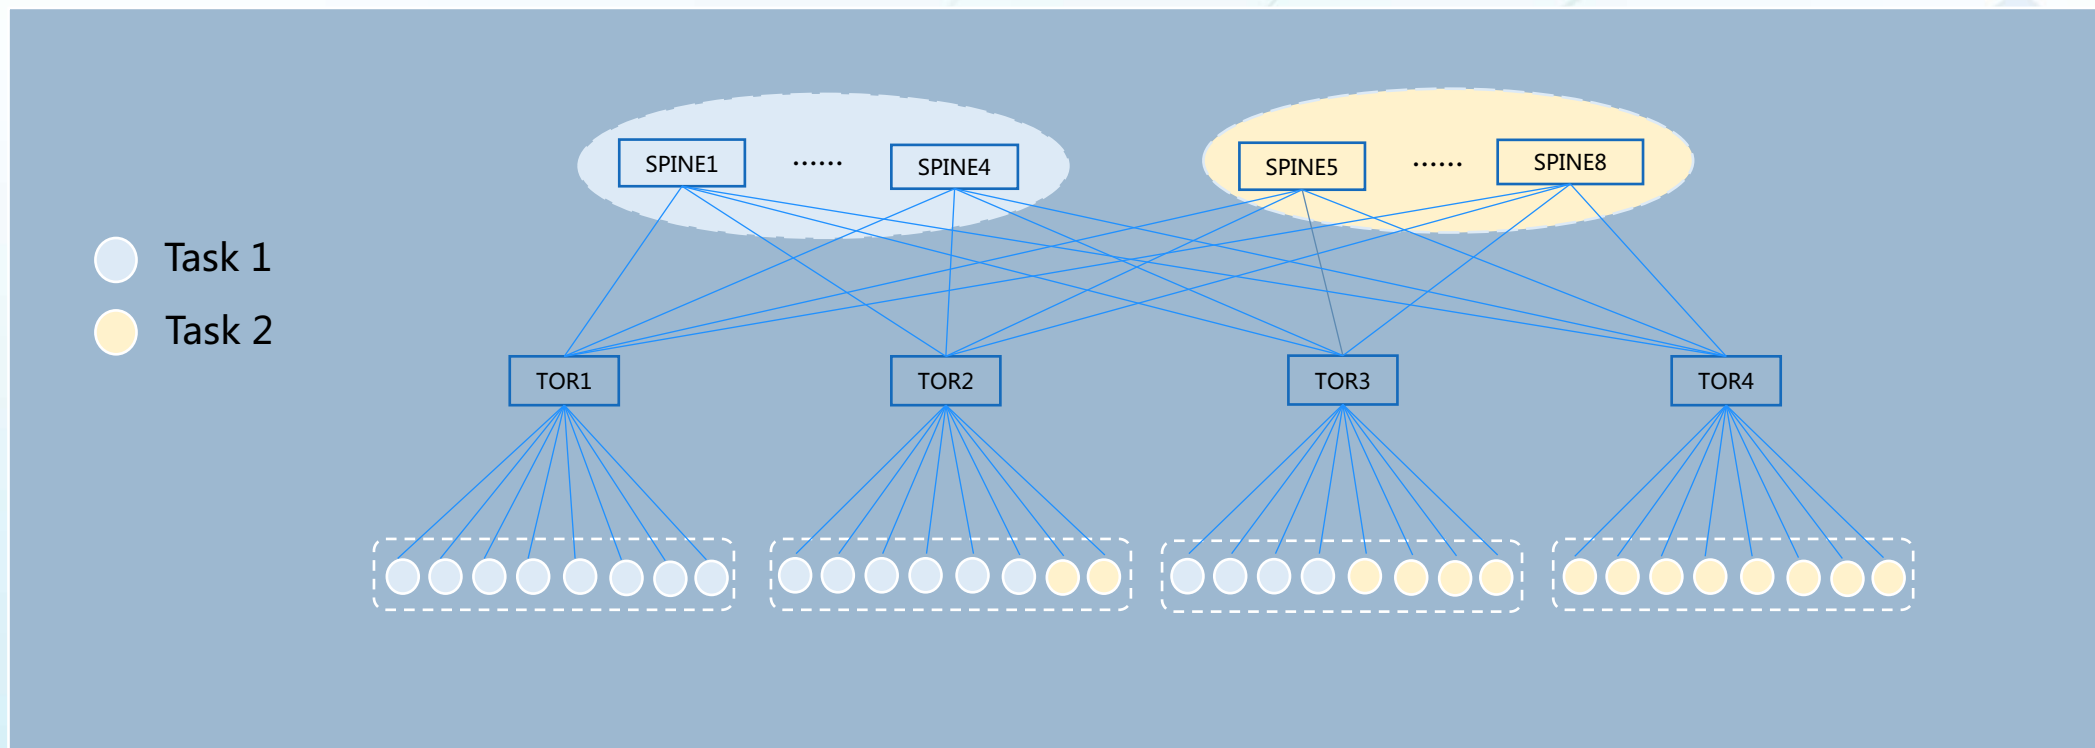 SPINE1 ...... SPINE4 SPINE5 ...... SPINE8
Task 1
Task 2
TOR1 TOR2 TOR3 TOR4